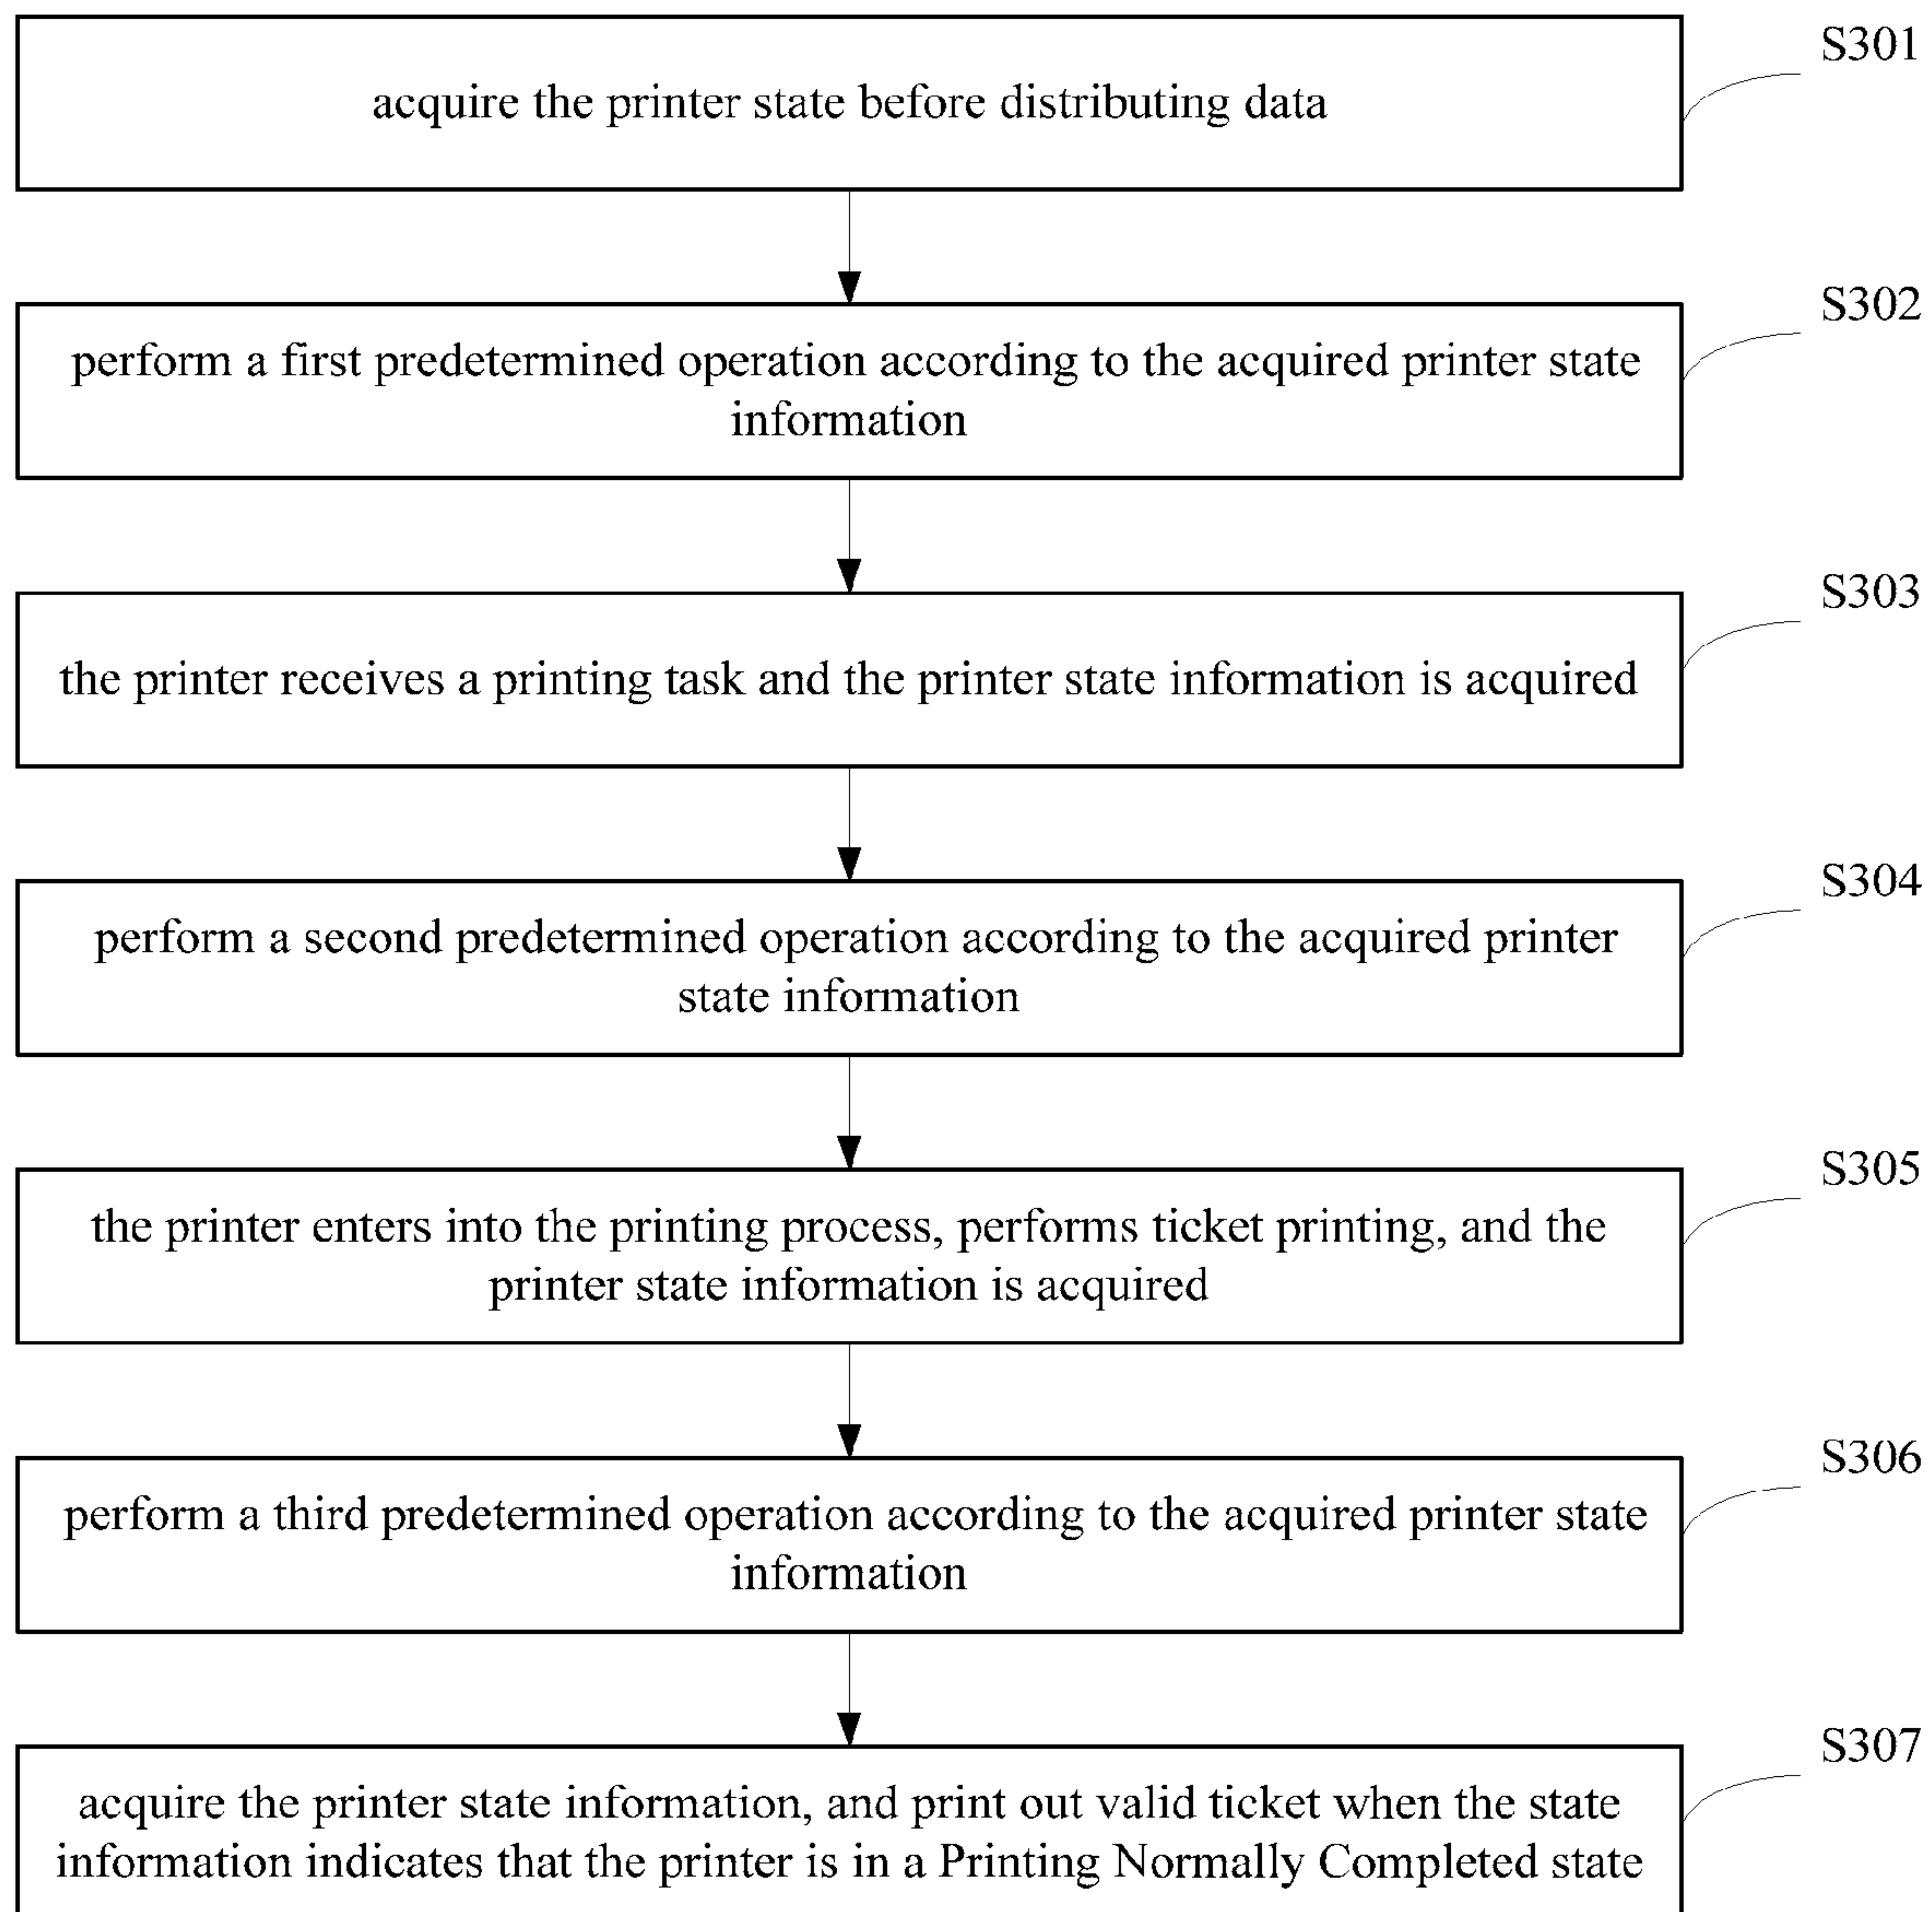 S301
acquire the printer state before distributing data
S302
perform a first predetermined operation according to the acquired printer state
information
S303
the printer receives a printing task and the printer state information is acquired
S304
perform a second predetermined operation according to the acquired printer
state information
S305
the printer enters into the printing process, performs ticket printing, and the
printer state information is acquired
S306
perform a third predetermined operation according to the acquired printer state
information
S307
acquire the printer state information, and print out valid ticket when the state
information indicates that the printer is in a Printing Normally Completed state